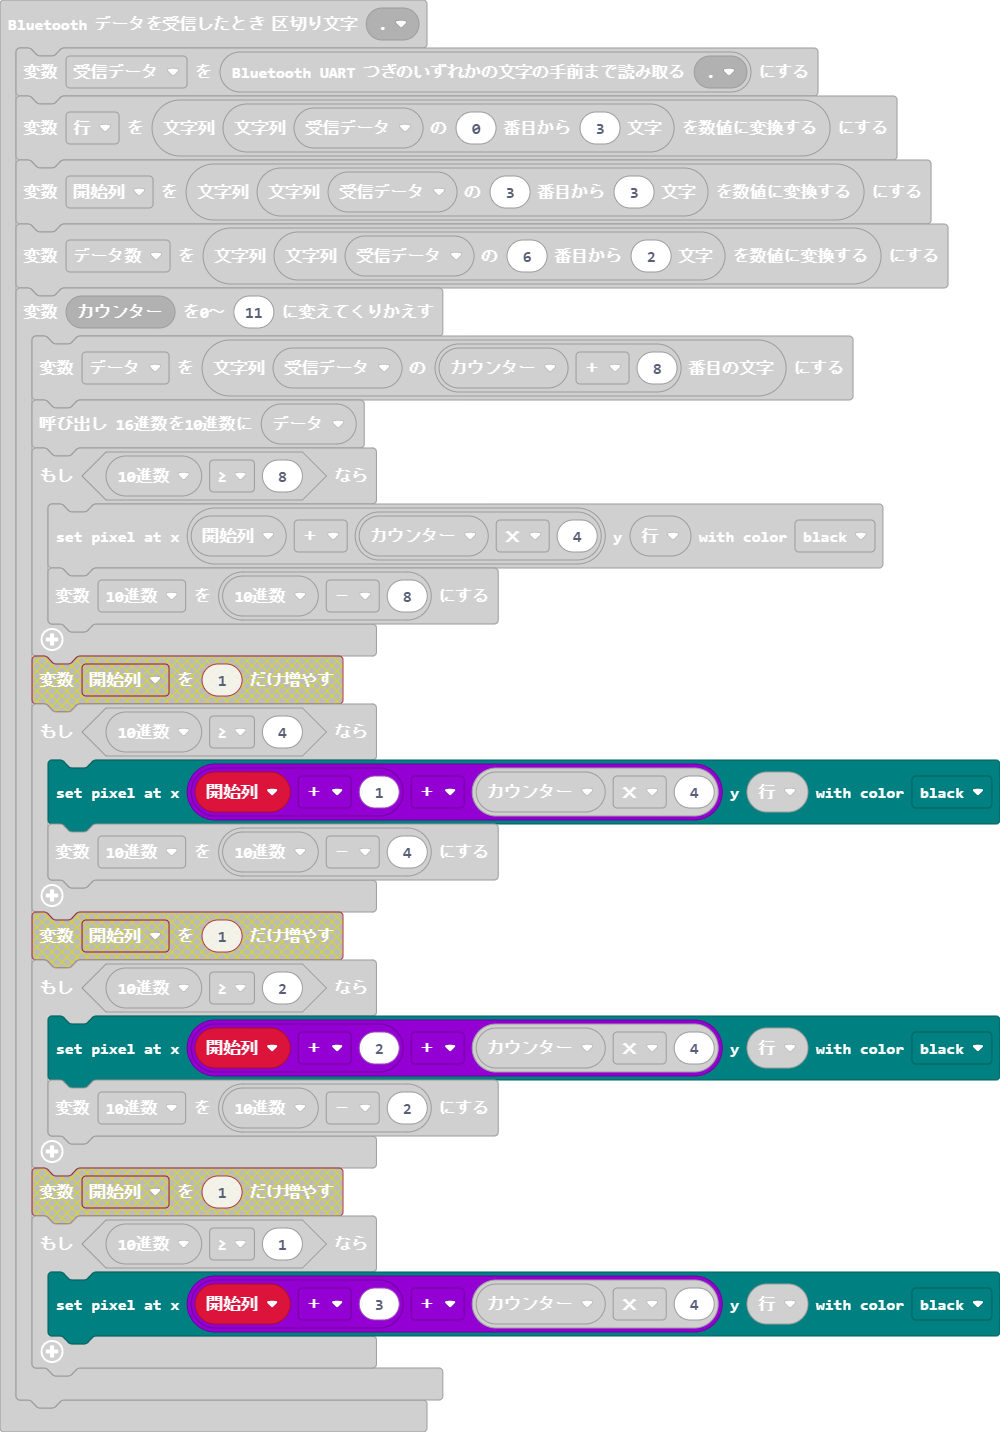 Bluetooth データを受信したとき 区切り文字 .
変数 受信データ を Bluetooth UART つぎのいずれかの文字の手前まで読み取る . にする
変数 行 を 文字列 文字列 受信データ の 0 番目から 3 文字 を数値に変換する にする
変数 開始列 を 文字列 文字列 受信データ の 3 番目から 3 文字 を数値に変換する にする
変数 データ数 を 文字列 文字列 受信データ の 6 番目から 2 文字 を数値に変換する にする
変数 カウンター を0～ 11 に変えてくりかえす
変数 データ を 文字列 受信データ の カウンター + 8 番目の文字 にする
呼び出し 16進数を10進数に データ
もし 10進数 ≥ 8 なら
set pixel at x 開始列 + カウンター × 4 y 行 with color black
変数 10進数 を 10進数 - 8 にする
変数 開始列 を 1 だけ増やす
もし 10進数 ≥ 4 なら
set pixel at x 開始列 + 1 + カウンター × 4 y 行 with color black
変数 10進数 を 10進数 - 4 にする
変数 開始列 を 1 だけ増やす
もし 10進数 ≥ 2 なら
set pixel at x 開始列 + 2 + カウンター × 4 y 行 with color black
変数 10進数 を 10進数 - 2 にする
変数 開始列 を 1 だけ増やす
もし 10進数 ≥ 1 なら
set pixel at x 開始列 + 3 + カウンター × 4 y 行 with color black